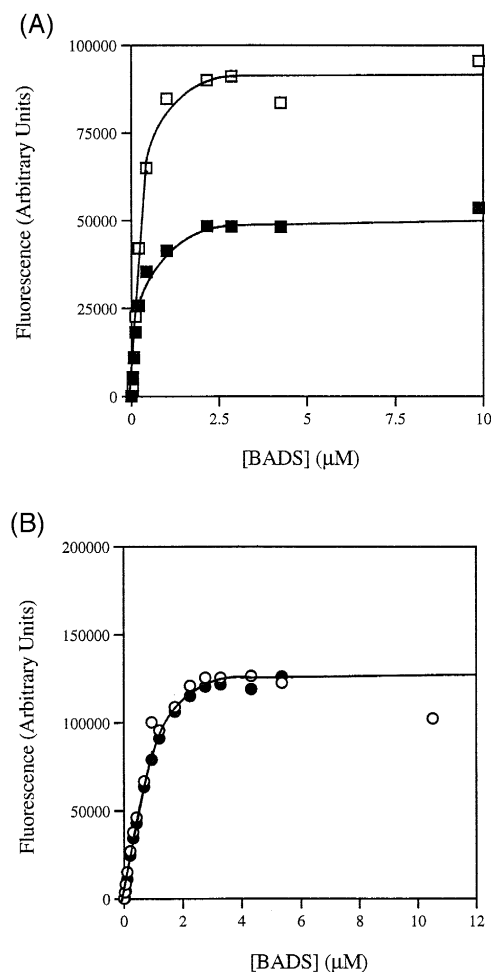 (A)
Fluorescence (Arbitrary Units)
100000
75000
50000
25000
0
0 2.5 5 7.5 10
[BADS] (μM)
(B)
Fluorescence (Arbitrary Units)
200000
150000
100000
50000
0
0 2 4 6 8 10 12
[BADS] (μM)